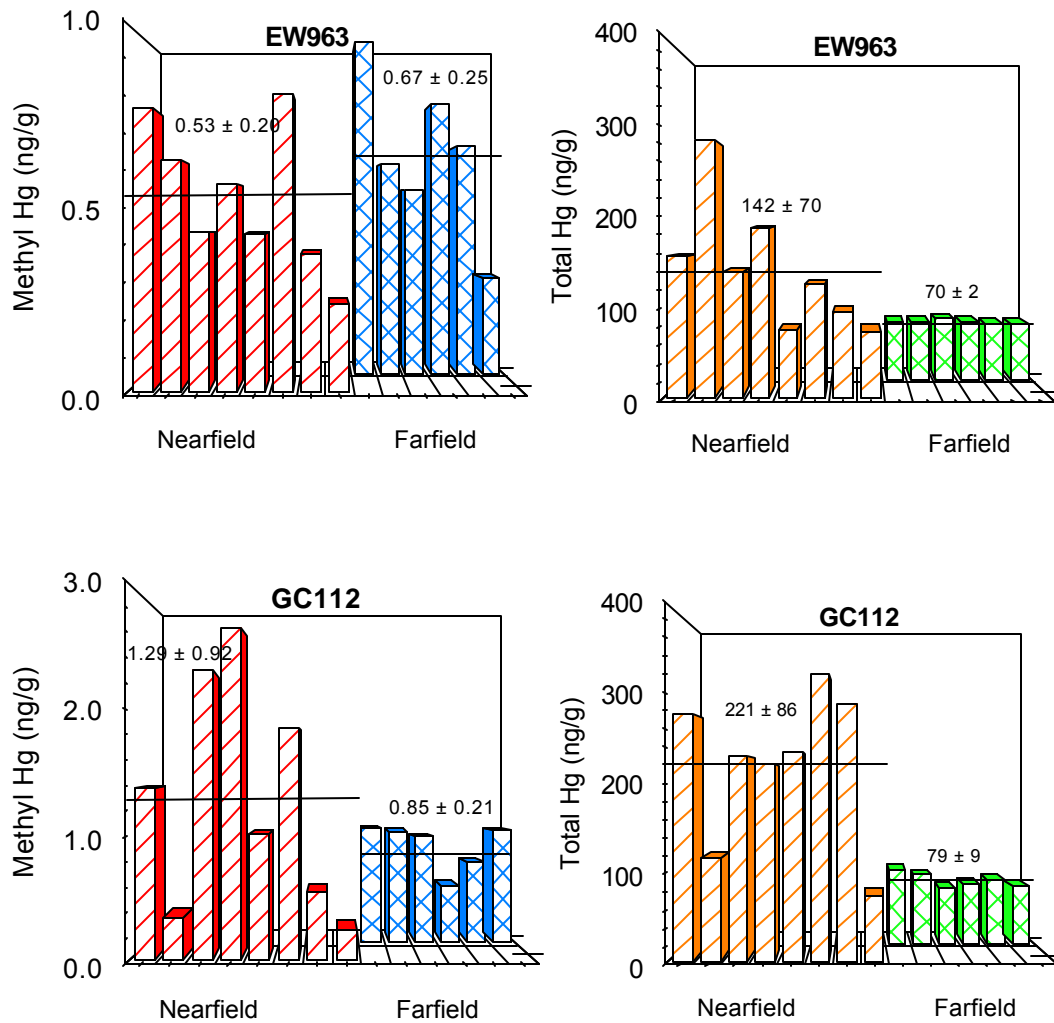 EW963
Methyl Hg (ng/g)
1.0
0.5
0.0
0.53 ± 0.20
0.67 ± 0.25
Nearfield
Farfield
EW963
Total Hg (ng/g)
400
300
200
100
0
142 ± 70
70 ± 2
Nearfield
Farfield
GC112
Methyl Hg (ng/g)
3.0
2.0
1.0
0.0
1.29 ± 0.92
0.85 ± 0.21
Nearfield
Farfield
GC112
Total Hg (ng/g)
400
300
200
100
0
221 ± 86
79 ± 9
Nearfield
Farfield